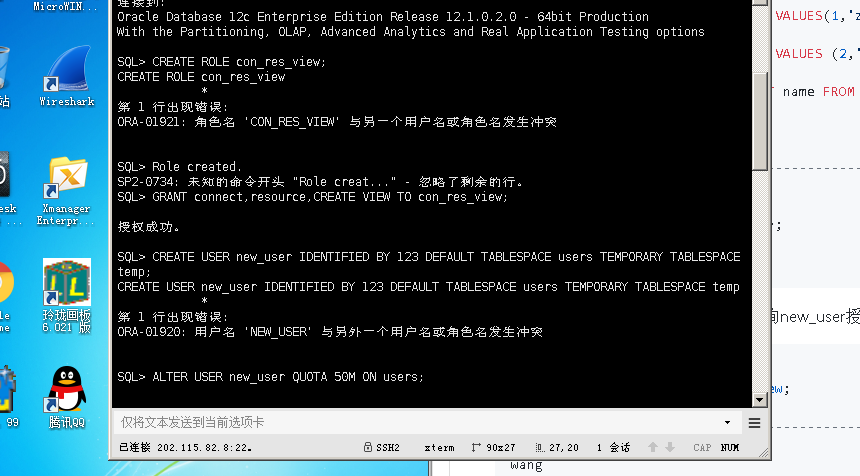 MicroWIN...
站
Wireshark
esk
...
Xmanager
Enterpr...
le
me
玲珑画板
6.021 版
99
腾讯QQ
连接到:
Oracle Database 12c Enterprise Edition Release 12.1.0.2.0 - 64bit Production
With the Partitioning, OLAP, Advanced Analytics and Real Application Testing options
SQL> CREATE ROLE con_res_view;
CREATE ROLE con_res_view
*
第 1 行出现错误:
ORA-01921: 角色名 'CON_RES_VIEW' 与另一个用户名或角色名发生冲突
SQL> Role created.
SP2-0734: 未知的命令开头 "Role creat..." - 忽略了剩余的行。
SQL> GRANT connect,resource,CREATE VIEW TO con_res_view;
授权成功。
SQL> CREATE USER new_user IDENTIFIED BY 123 DEFAULT TABLESPACE users TEMPORARY TABLESPACE
temp;
CREATE USER new_user IDENTIFIED BY 123 DEFAULT TABLESPACE users TEMPORARY TABLESPACE temp
*
第 1 行出现错误:
ORA-01920: 用户名 'NEW_USER' 与另外一个用户名或角色名发生冲突
SQL> ALTER USER new_user QUOTA 50M ON users;
仅将文本发送到当前选项卡
已连接 202.115.82.8:22。 SSH2 xterm 90x27 27,20 1 会话 CAP NUM
VALUES(1,'z
VALUES (2,'
name FROM
;
向new_user授
ew;
wang